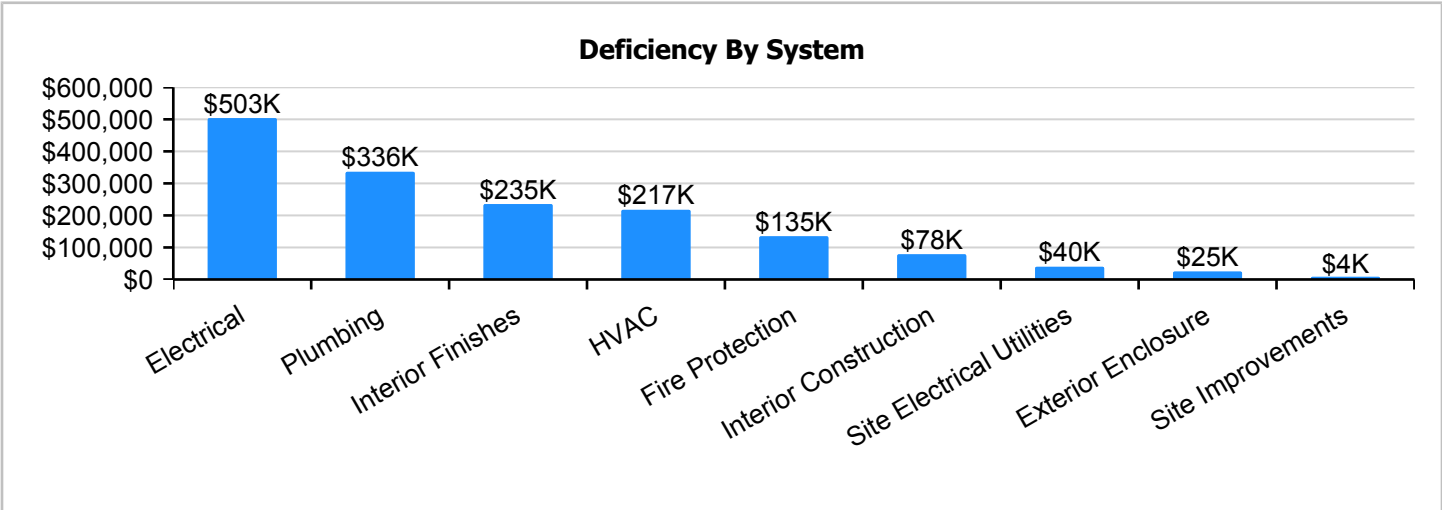 Deficiency By System
$600,000
$500,000
$400,000
$300,000
$200,000
$100,000
$0
$503K
$336K
$235K
$217K
$135K
$78K
$40K
$25K
$4K
Electrical
Plumbing
Interior Finishes
HVAC
Fire Protection
Interior Construction
Site Electrical Utilities
Exterior Enclosure
Site Improvements